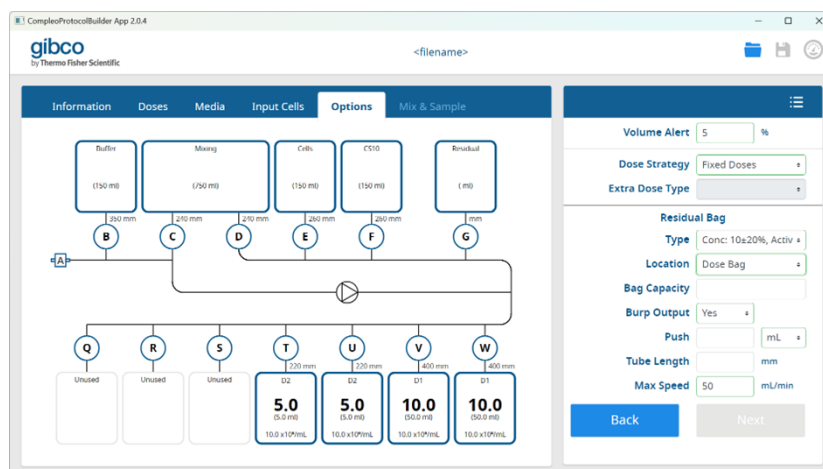 CompleoProtocolBuilder App 2.0.4
gibco
by Thermo Fisher Scientific
<filename>
Information Doses Media Input Cells Options Mix & Sample
Buffer Mixing Cells CS10 Residual
(150 ml) (750 ml) (150 ml) (150 ml) ( ml)
350 mm 240 mm 240 mm 260 mm 260 mm mm
B C D E F G
A
Q R S T U V W
220 mm 220 mm 400 mm 400 mm
Unused Unused Unused D2 D2 D1 D1
5.0 5.0 10.0 10.0
(5.0 ml) (5.0 ml) (50.0 ml) (50.0 ml)
10.0 x10⁶/mL 10.0 x10⁶/mL 10.0 x10⁶/mL 10.0 x10⁶/mL
Volume Alert 5 %
Dose Strategy Fixed Doses
Extra Dose Type
Residual Bag
Type Conc: 10±20%, Activ
Location Dose Bag
Bag Capacity
Burp Output Yes
Push mL
Tube Length mm
Max Speed 50 mL/min
Back Next